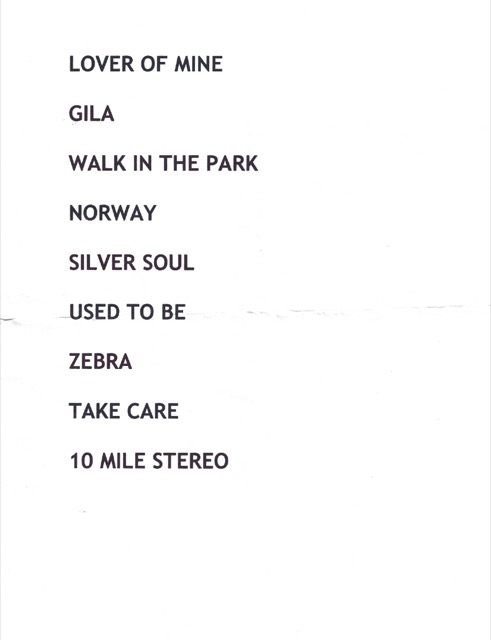 LOVER OF MINE
GILA
WALK IN THE PARK
NORWAY
SILVER SOUL
USED TO BE
ZEBRA
TAKE CARE
10 MILE STEREO